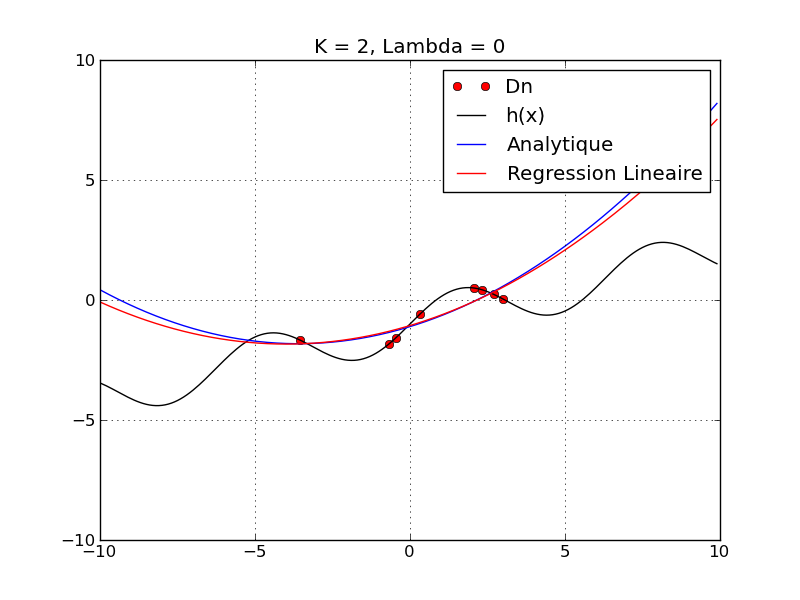 K = 2, Lambda = 0
Dn
h(x)
Analytique
Regression Lineaire
10
5
0
−5
−10
−10 −5 0 5 10